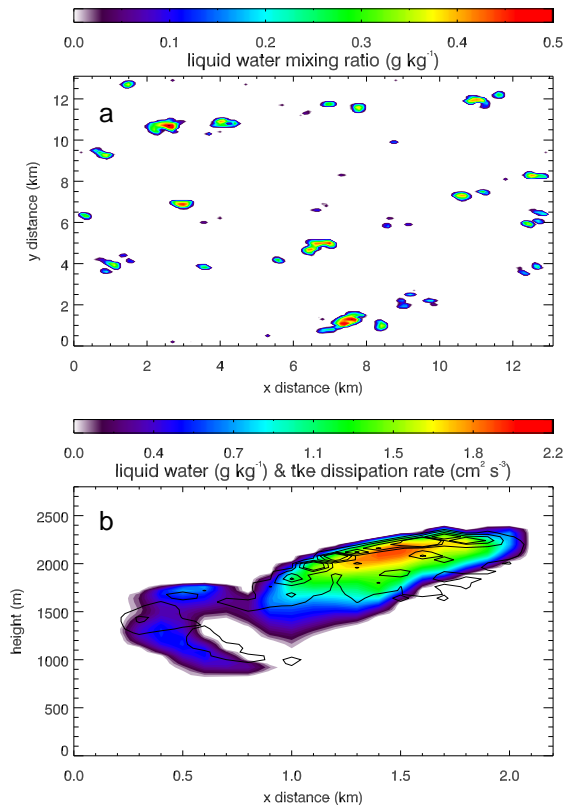 0.0 0.1 0.2 0.3 0.4 0.5
liquid water mixing ratio (g kg⁻¹)
a
12
10
8
6
4
2
0
y distance (km)
0 2 4 6 8 10 12
x distance (km)
0.0 0.4 0.7 1.1 1.5 1.8 2.2
liquid water (g kg⁻¹) & tke dissipation rate (cm² s⁻³)
b
2500
2000
1500
1000
500
0
height (m)
0.0 0.5 1.0 1.5 2.0
x distance (km)